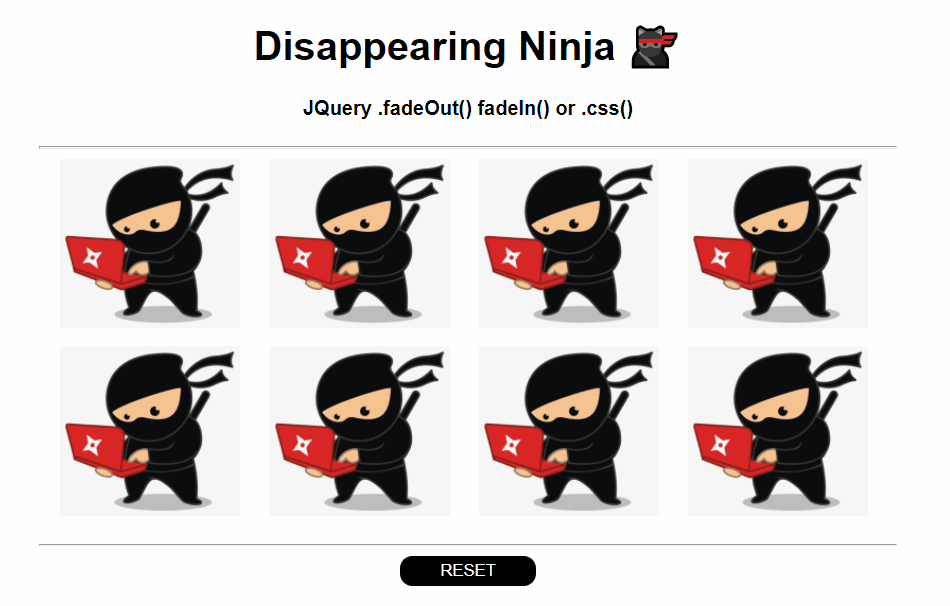 Disappearing Ninja
JQuery .fadeOut() fadeIn() or .css()
RESET